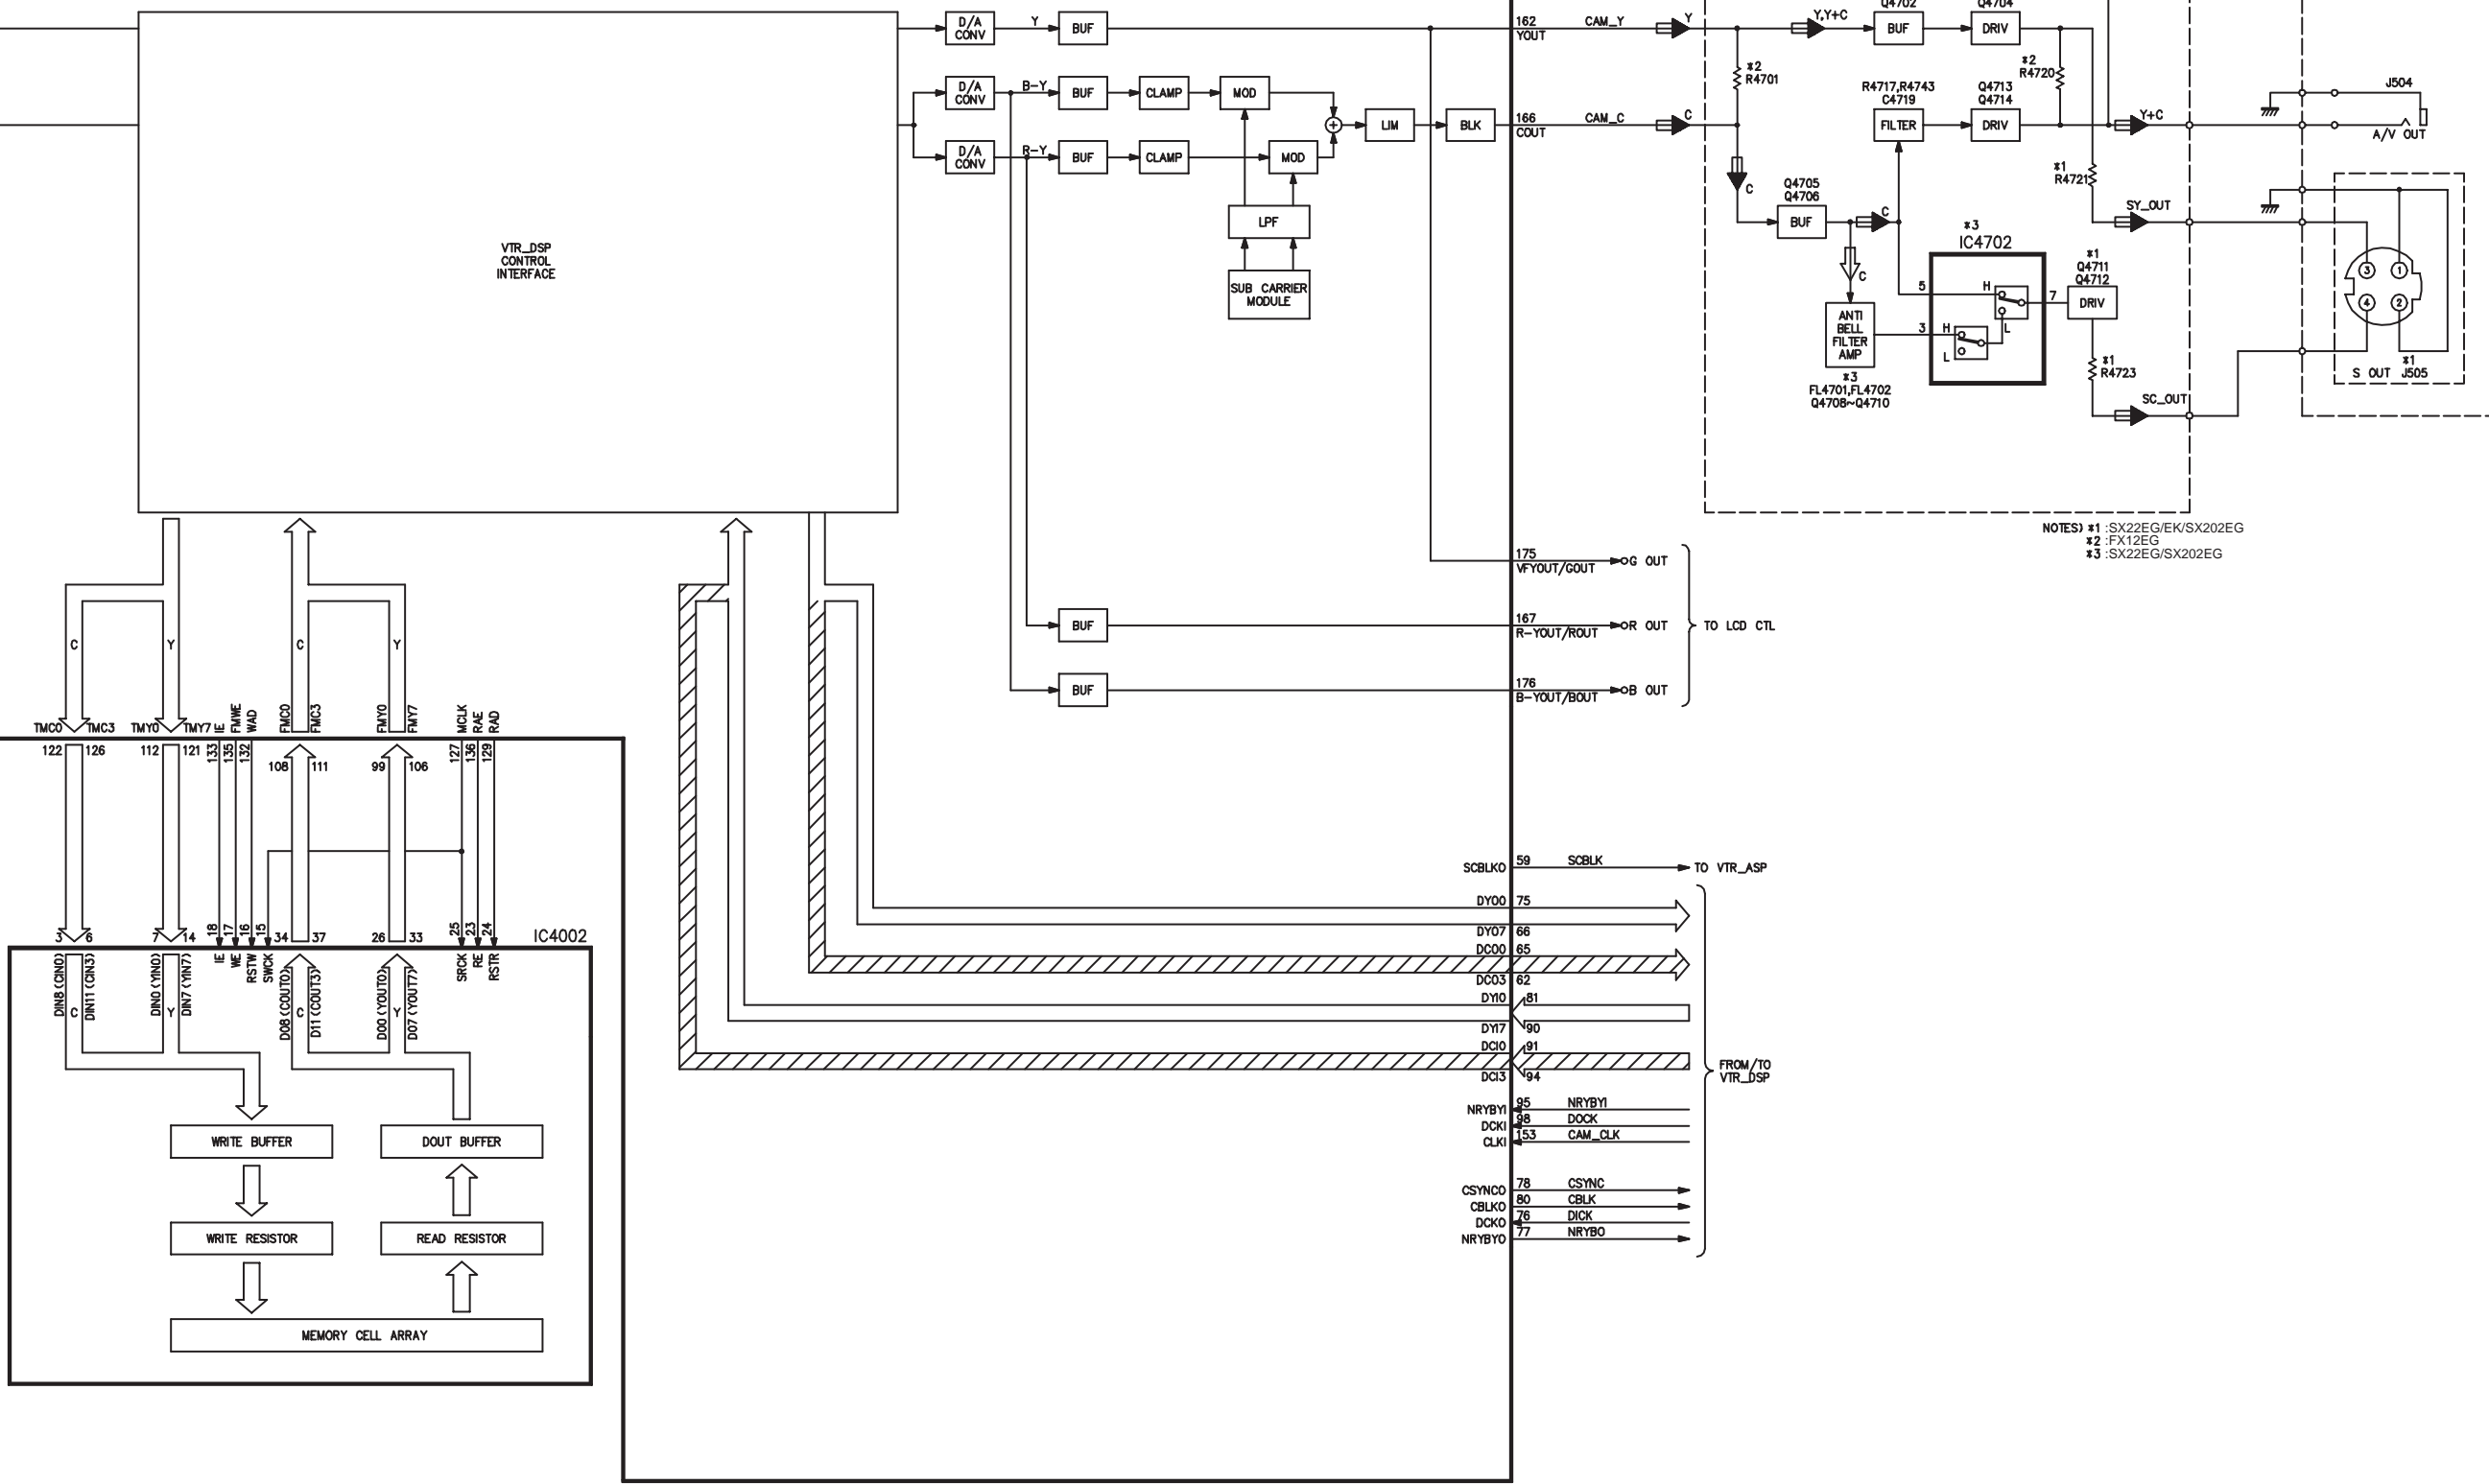 D/A
CONV
Y
BUF
162
YOUT
CAM_Y
Y
Y,Y+C
Q4702
BUF
Q4704
DRIV
*2
R4701
*2
R4720
D/A
CONV
B-Y
BUF
CLAMP
MOD
R4717,R4743
C4719
FILTER
Q4713
Q4714
DRIV
J504
A/V OUT
Y+C
LIM
BLK
166
COUT
CAM_C
C
D/A
CONV
R-Y
BUF
CLAMP
MOD
C
*1
R4721
Q4705
Q4706
BUF
C
LPF
SY_OUT
VTR_DSP
CONTROL
INTERFACE
*3
IC4702
*1
Q4711
Q4712
DRIV
3
1
4
2
C
SUB CARRIER
MODULE
5
H
7
L
3
H
L
ANTI
BELL
FILTER
AMP
*3
FL4701,FL4702
Q4708~Q4710
*1
R4723
SC_OUT
*1
S OUT J505
NOTES) *1 :SX22EG/EK/SX202EG
*2 :FX12EG
*3 :SX22EG/SX202EG
175
VFYOUT/GOUT
G OUT
BUF
167
R-YOUT/ROUT
R OUT
TO LCD CTL
BUF
176
B-YOUT/BOUT
B OUT
C
Y
C
Y
TMC0
TMC3
TMY0
TMY7
IE
FMWE
WAD
FMC0
FMC3
FMY0
FMY7
MCLK
RAE
RAD
122
126
112
121
133
135
132
108
111
99
106
127
136
129
SCBLKO
59
SCBLK
TO VTR_ASP
3
6
7
14
18
17
16
15
34
37
26
33
25
23
24
IC4002
DIN8(CIN0)
C
DIN11(CIN3)
DIN0(YIN0)
Y
DIN7(YIN7)
IE
WE
RSTW
SWCK
DO8(COUT0)
C
D11(COUT3)
DO0(YOUT0)
Y
DO7(YOUT7)
SRCK
RE
RSTR
DYO0
75
DYO7
66
DCO0
65
DCO3
62
DYI0
81
DYI7
90
DCI0
91
DCI3
94
FROM/TO
VTR_DSP
NRYBYI
95
NRYBYI
DCKI
98
DOCK
CLKI
153
CAM_CLK
WRITE BUFFER
DOUT BUFFER
CSYNCO
78
CSYNC
CBLKO
80
CBLK
DCKO
76
DICK
NRYBYO
77
NRYBO
WRITE RESISTOR
READ RESISTOR
MEMORY CELL ARRAY